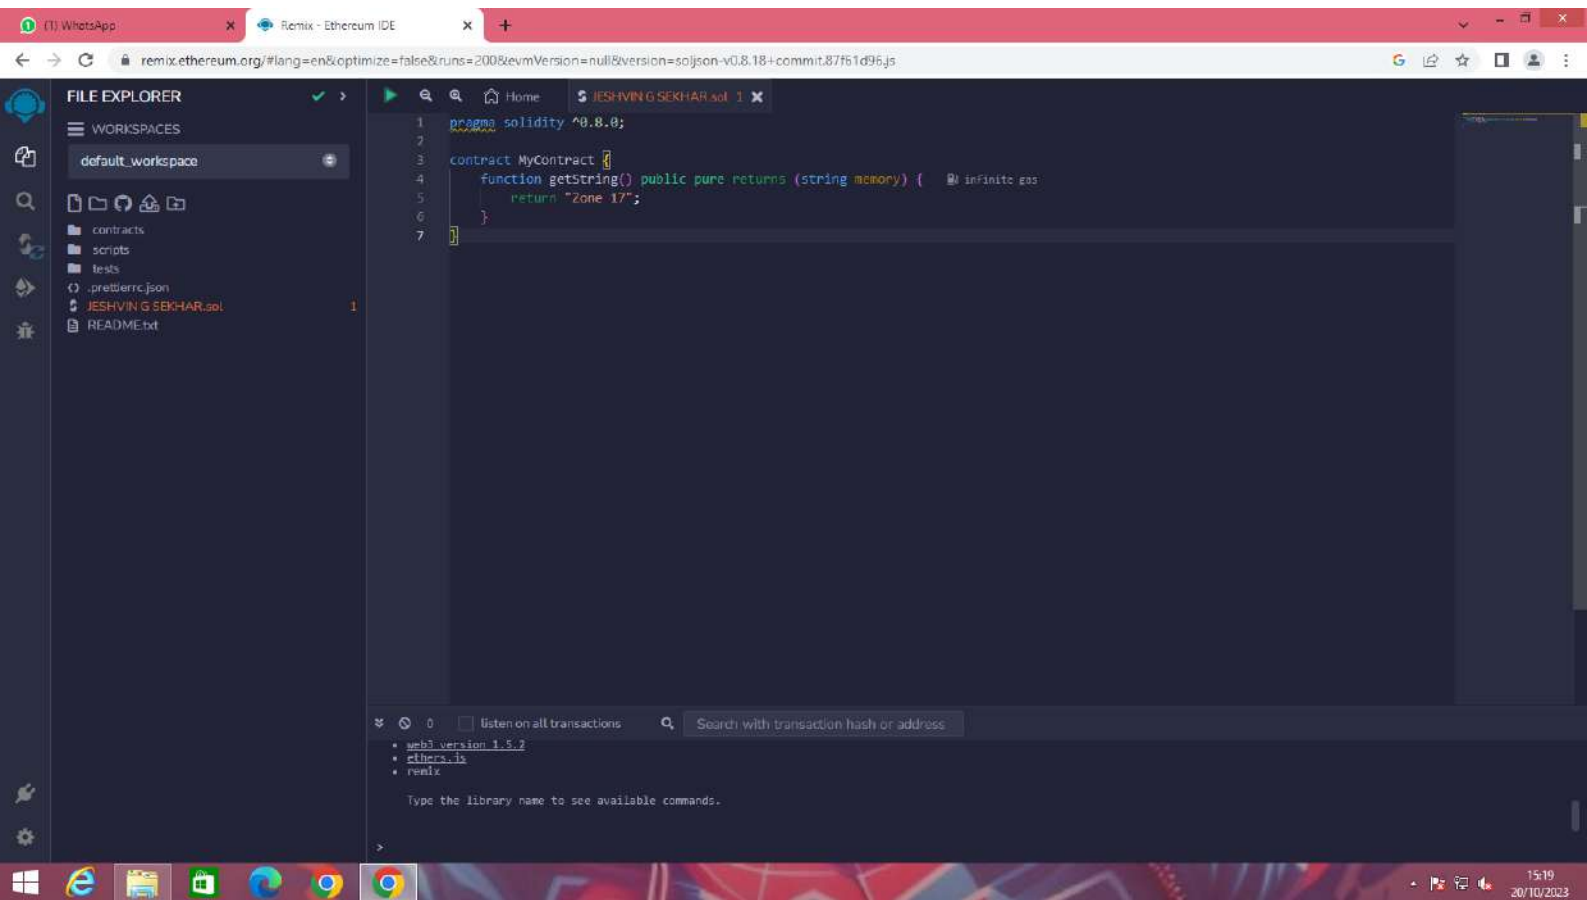 (1) WhatsApp
Remix - Ethereum IDE
remix.ethereum.org/#lang=en&optimize=false&runs=200&evmVersion=null&version=soljson-v0.8.18+commit.87f61d96.js
FILE EXPLORER
WORKSPACES
default_workspace
contracts
scripts
tests
.prettierrc.json
JESHVIN G SEKHAR.sol 1
README.txt
Home
JESHVIN G SEKHAR.sol 1
1 pragma solidity ^0.8.0;
2
3 contract MyContract {
4 function getString() public pure returns (string memory) { infinite gas
5 return "Zone 17";
6 }
7 }
0 listen on all transactions Search with transaction hash or address
web3 version 1.5.2
ethers.js
remix
Type the library name to see available commands.
>
15:19
20/10/2023